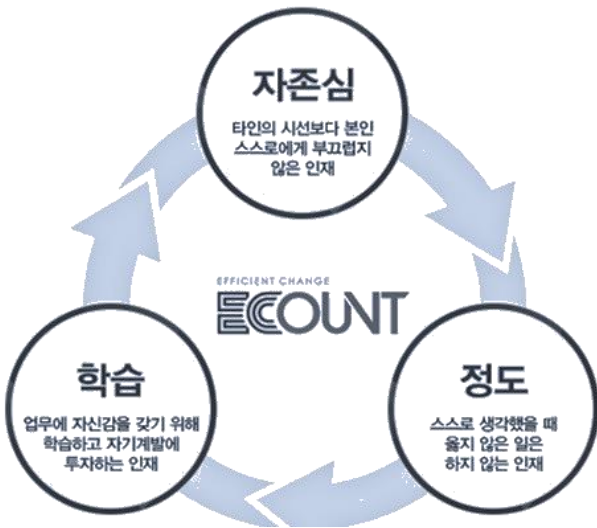 자존심
타인의 시선보다 본인
스스로에게 부끄럽지
않은 인재
EFFICIENT CHANGE
ECOUNT
학습
업무에 자신감을 갖기 위해
학습하고 자기계발에
투자하는 인재
정도
스스로 생각했을 때
옳지 않은 일은
하지 않는 인재